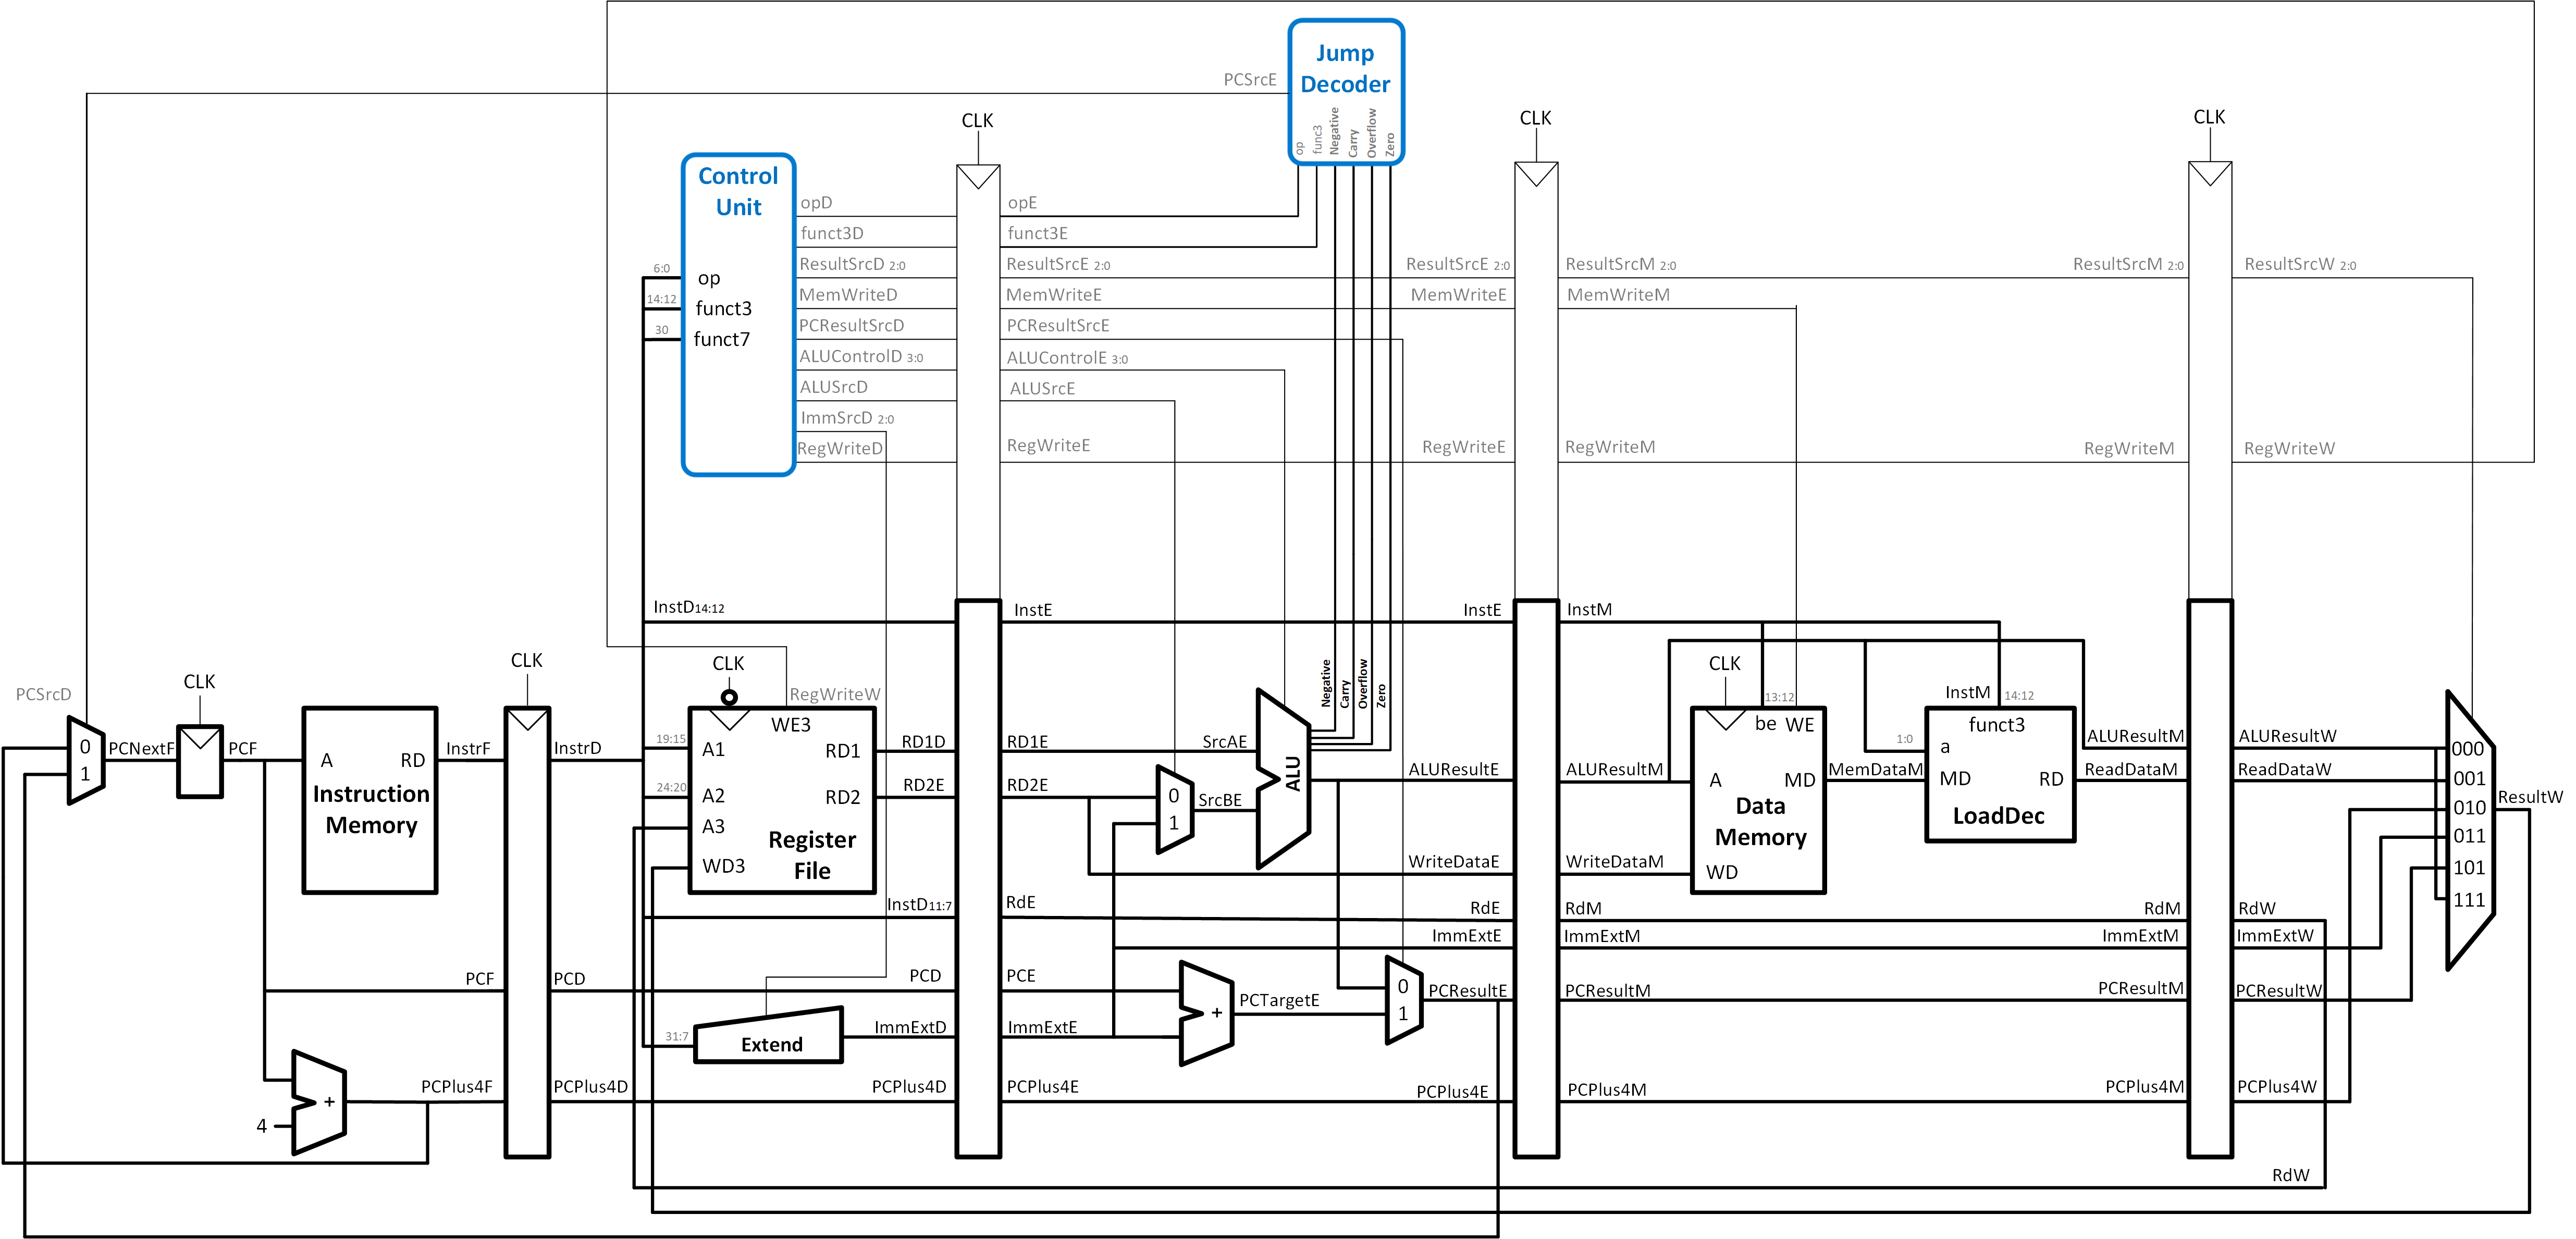 Jump
Decoder
PCSrcE
op
func3
Negative
Carry
Overflow
Zero
CLK
CLK
CLK
Control
Unit
op
funct3
funct7
6:0
14:12
30
opD
funct3D
ResultSrcD 2:0
MemWriteD
PCResultSrcD
ALUControlD 3:0
ALUSrcD
ImmSrcD 2:0
RegWriteD
opE
funct3E
ResultSrcE 2:0
MemWriteE
PCResultSrcE
ALUControlE 3:0
ALUSrcE
RegWriteE
ResultSrcE 2:0
MemWriteE
RegWriteE
ResultSrcM 2:0
MemWriteM
RegWriteM
ResultSrcM 2:0
RegWriteM
ResultSrcW 2:0
RegWriteW
InstD14:12
InstE
InstE
InstM
PCSrcD
0
1
PCNextF
CLK
PCF
A
RD
Instruction
Memory
InstrF
CLK
InstrD
CLK
RegWriteW
WE3
19:15
A1
RD1
24:20
A2
RD2
A3
WD3
Register
File
RD1D
RD2E
RD1E
RD2E
0
1
SrcAE
SrcBE
ALU
Negative
Carry
Overflow
Zero
ALUResultE
WriteDataE
ALUResultM
WriteDataM
CLK
13:12
be
WE
A
MD
Data
Memory
WD
MemDataM
1:0
InstM
14:12
funct3
a
MD
RD
LoadDec
ALUResultM
ReadDataM
ALUResultW
ReadDataW
000
001
010
011
101
111
ResultW
InstD11:7
RdE
RdE
RdM
RdM
RdW
ImmExtE
ImmExtM
ImmExtM
ImmExtW
PCF
PCD
PCD
PCE
+
PCTargetE
0
1
PCResultE
PCResultM
PCResultM
PCResultW
31:7
Extend
ImmExtD
ImmExtE
4
+
PCPlus4F
PCPlus4D
PCPlus4D
PCPlus4E
PCPlus4E
PCPlus4M
PCPlus4M
PCPlus4W
RdW